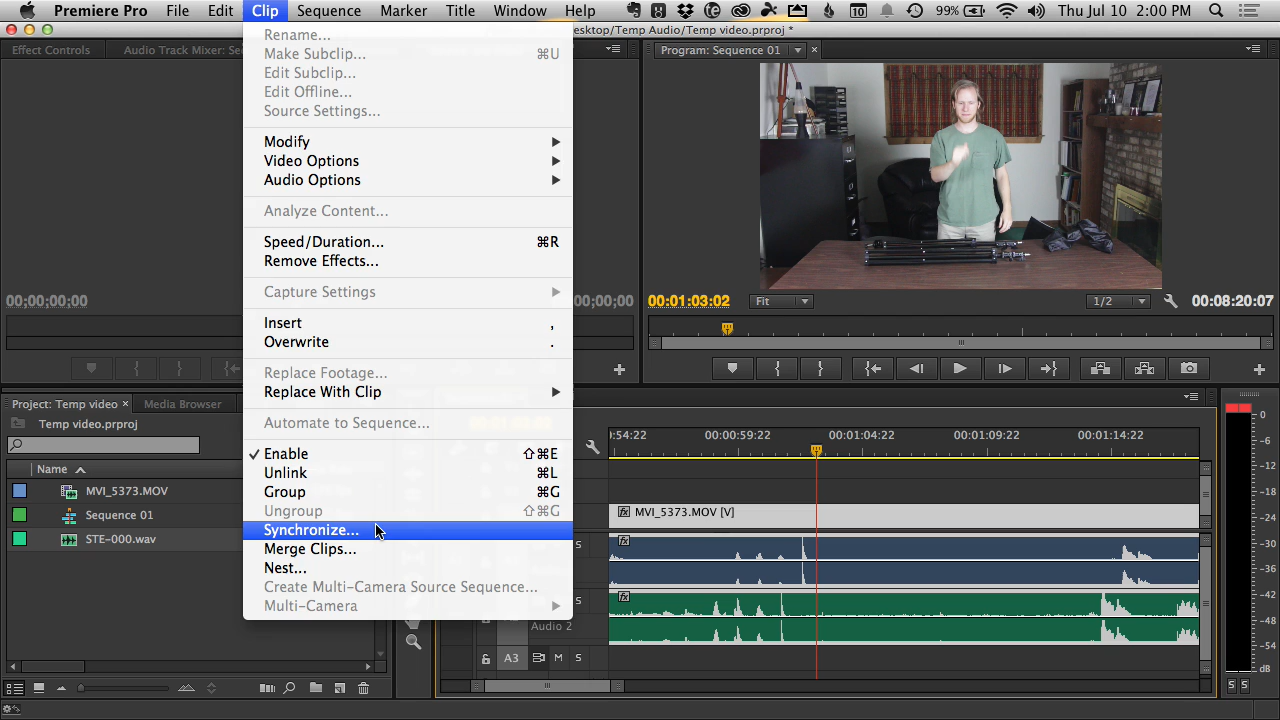 Premiere Pro File Edit Clip Sequence Marker Title Window Help 10 99% Thu Jul 10 2:00 PM
esktop/Temp Audio/Temp video.prproj *
Effect Controls Audio Track Mixer: Se
Program: Sequence 01 ×
Rename...
Make Subclip... ⌘U
Edit Subclip...
Edit Offline...
Source Settings...
Modify
Video Options
Audio Options
Analyze Content...
Speed/Duration... ⌘R
Remove Effects...
Capture Settings
Insert ,
Overwrite .
Replace Footage...
Replace With Clip
Automate to Sequence...
✓ Enable ⇧⌘E
Unlink ⌘L
Group ⌘G
Ungroup ⇧⌘G
Synchronize...
Merge Clips...
Nest...
Create Multi-Camera Source Sequence...
Multi-Camera
00;00;00;00
00;00;00
00:01:03:02 Fit 1/2 00:08:20:07
Project: Temp video × Media Browser
Temp video.prproj
Name
MVI_5373.MOV
Sequence 01
STE-000.wav
):54:22 00:00:59:22 00:01:04:22 00:01:09:22 00:01:14:22
MVI_5373.MOV [V]
S
S
Audio 2
A3 M S
0
-6
-12
-18
-24
-30
-36
-42
-48
-54
dB
S S